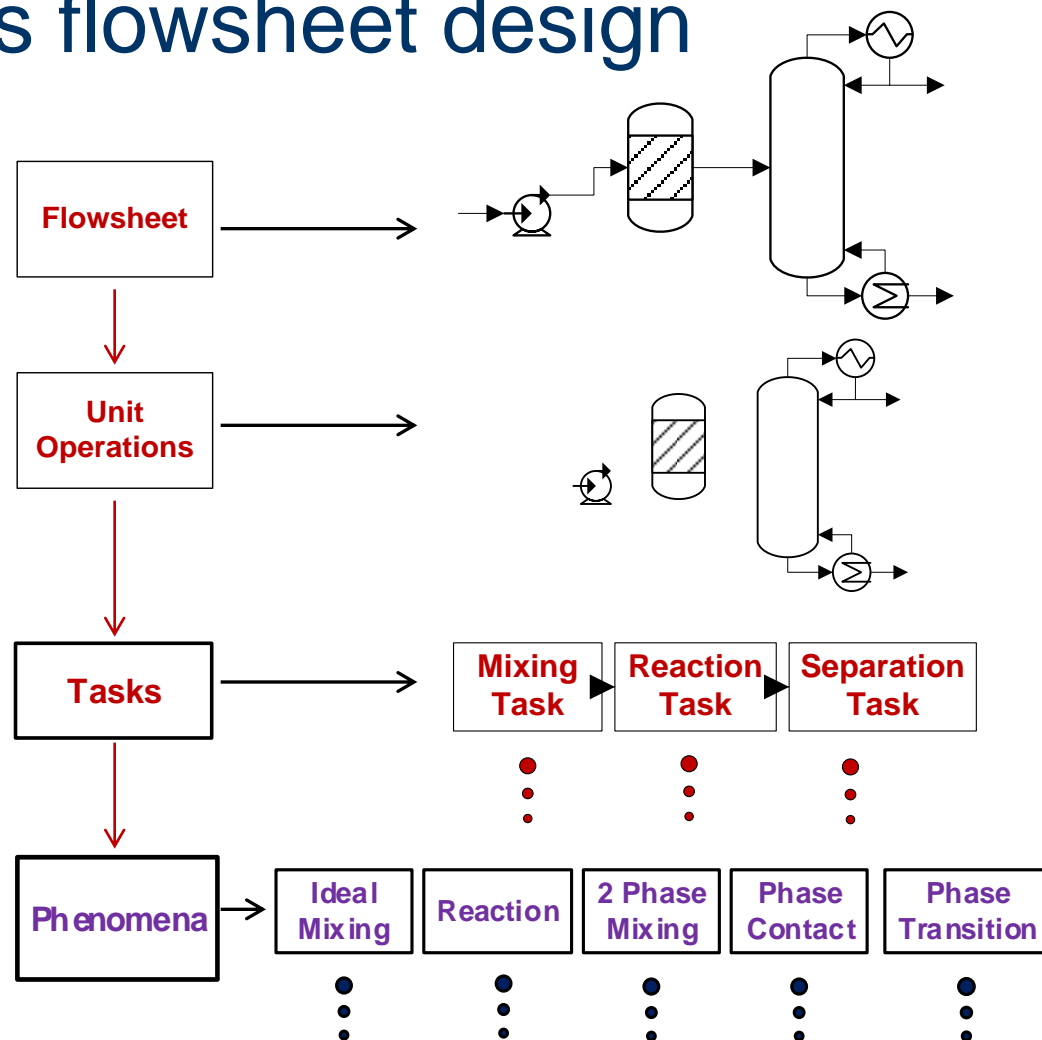 s flowsheet design
Flowsheet
Unit
Operations
Tasks
Mixing
Task
Reaction
Task
Separation
Task
Phenomena
Ideal
Mixing
Reaction
2 Phase
Mixing
Phase
Contact
Phase
Transition